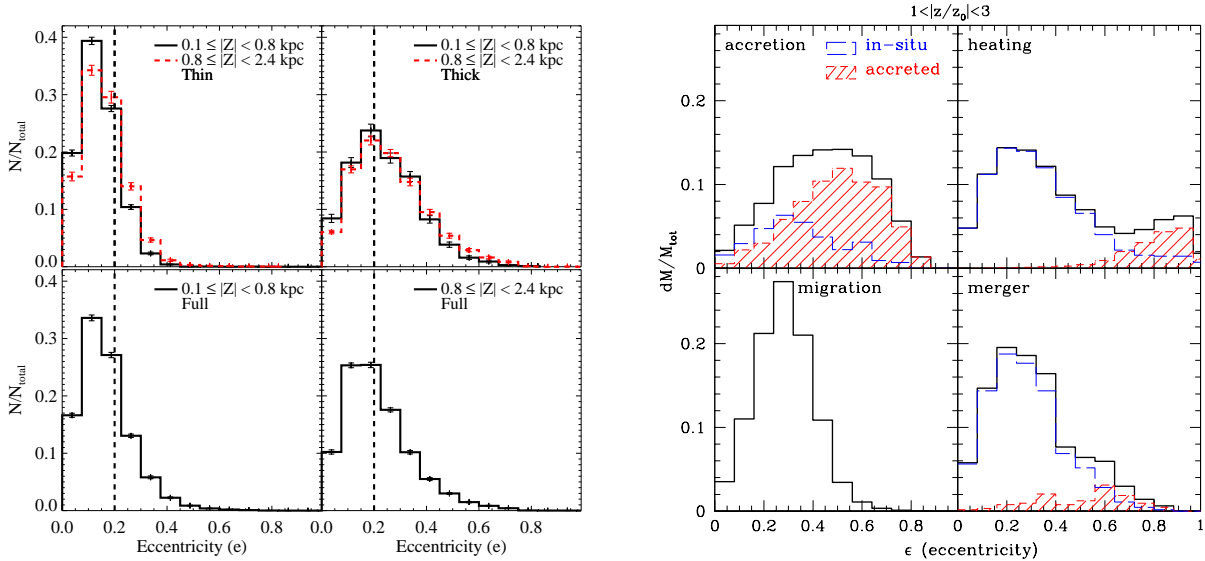 1<|z/z₀|<3
0.1 ≤ |Z| < 0.8 kpc
0.8 ≤ |Z| < 2.4 kpc
Thin
0.1 ≤ |Z| < 0.8 kpc
0.8 ≤ |Z| < 2.4 kpc
Thick
0.4
0.3
0.2
0.1
0.0
N/N_total
0.1 ≤ |Z| < 0.8 kpc
Full
0.8 ≤ |Z| < 2.4 kpc
Full
0.4
0.3
0.2
0.1
0.0
N/N_total
0.0 0.2 0.4 0.6 0.8
0.0 0.2 0.4 0.6 0.8
Eccentricity (e)
Eccentricity (e)
accretion
in-situ
accreted
heating
0.2
0.1
0
dM/M_tot
migration
merger
0.2
0.1
0
0 0.2 0.4 0.6 0.8
0 0.2 0.4 0.6 0.8 1
ϵ (eccentricity)